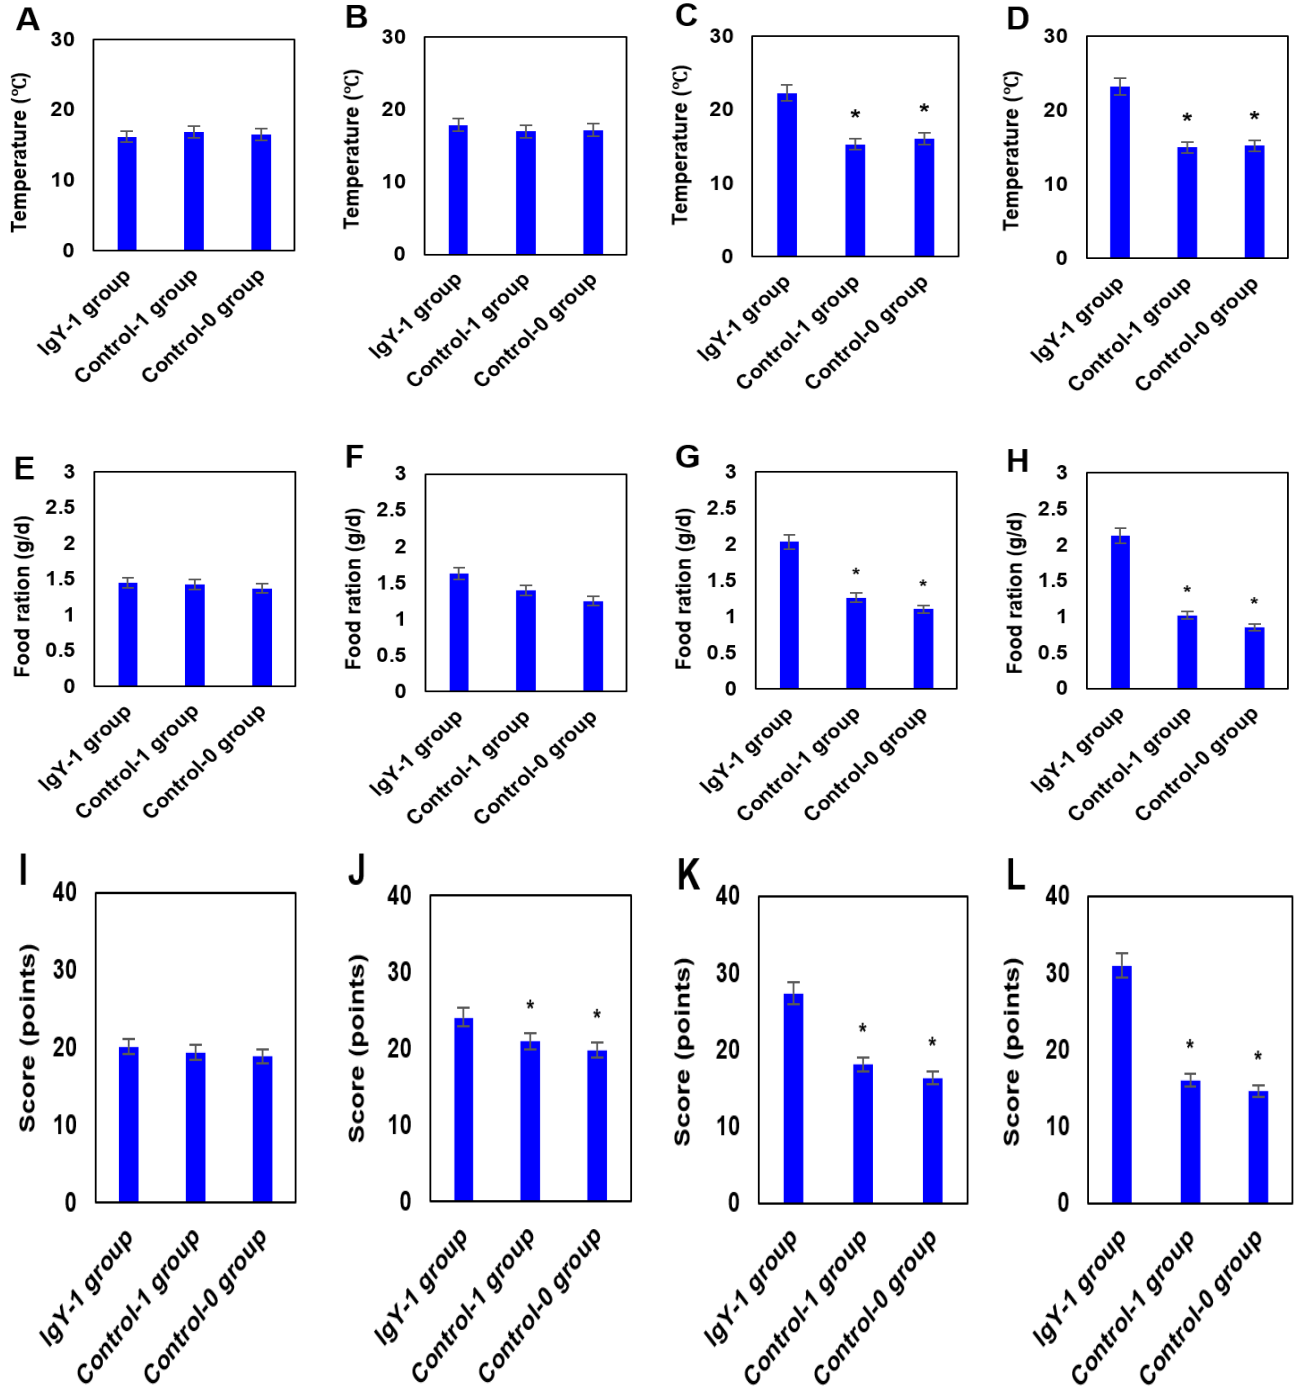 A
Temperature (℃)
30
20
10
0
IgY-1 group
Control-1 group
Control-0 group
B
Temperature (℃)
30
20
10
0
IgY-1 group
Control-1 group
Control-0 group
C
Temperature (℃)
30
20
10
0
*
*
IgY-1 group
Control-1 group
Control-0 group
D
Temperature (℃)
30
20
10
0
*
*
IgY-1 group
Control-1 group
Control-0 group
E
Food ration (g/d)
3
2.5
2
1.5
1
0.5
0
IgY-1 group
Control-1 group
Control-0 group
F
Food ration (g/d)
3
2.5
2
1.5
1
0.5
0
IgY-1 group
Control-1 group
Control-0 group
G
Food ration (g/d)
3
2.5
2
1.5
1
0.5
0
*
*
IgY-1 group
Control-1 group
Control-0 group
H
Food ration (g/d)
3
2.5
2
1.5
1
0.5
0
*
*
IgY-1 group
Control-1 group
Control-0 group
I
Score (points)
40
30
20
10
0
IgY-1 group
Control-1 group
Control-0 group
J
Score (points)
40
30
20
10
0
*
*
IgY-1 group
Control-1 group
Control-0 group
K
Score (points)
40
30
20
10
0
*
*
IgY-1 group
Control-1 group
Control-0 group
L
Score (points)
40
30
20
10
0
*
*
IgY-1 group
Control-1 group
Control-0 group